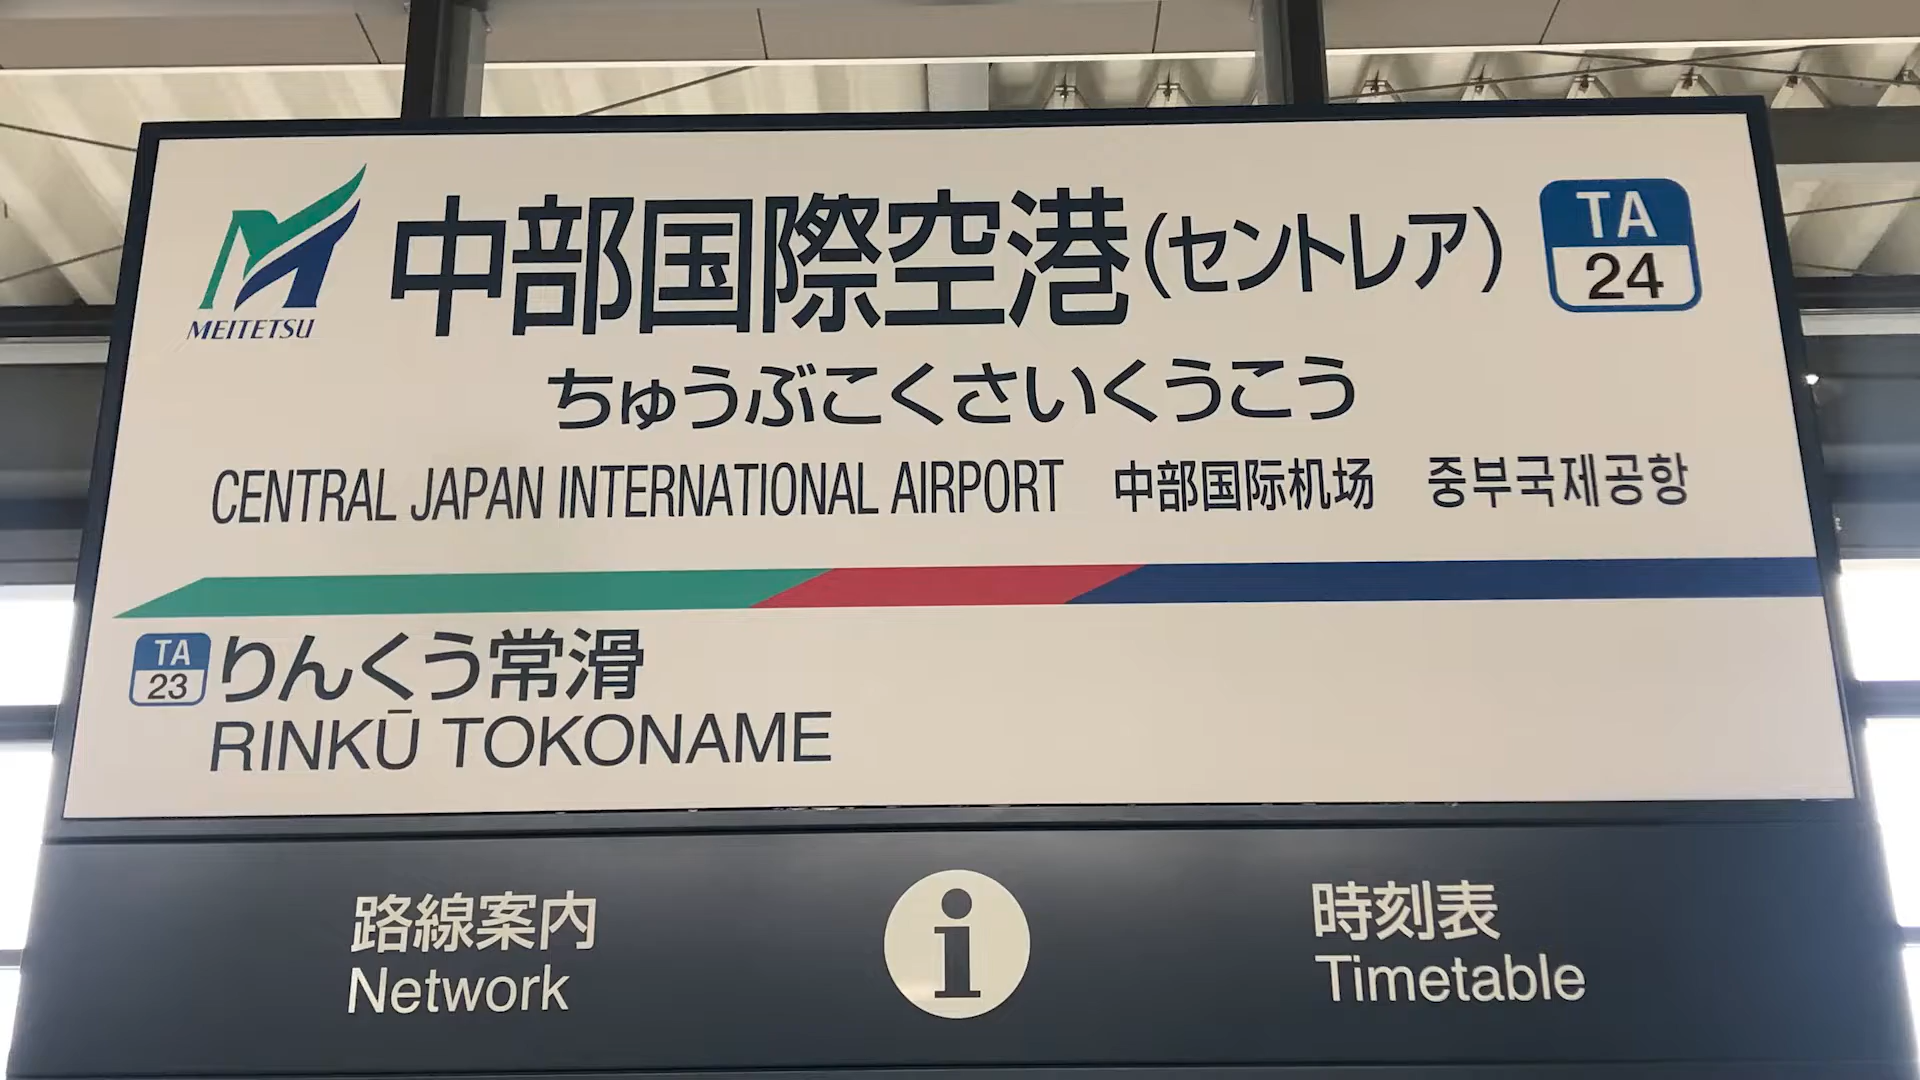 MEITETSU
中部国際空港(セントレア)
TA
24
ちゅうぶこくさいくうこう
CENTRAL JAPAN INTERNATIONAL AIRPORT 中部国际机场 중부국제공항
TA
23
りんくう常滑
RINKŪ TOKONAME
路線案内
Network
i
時刻表
Timetable